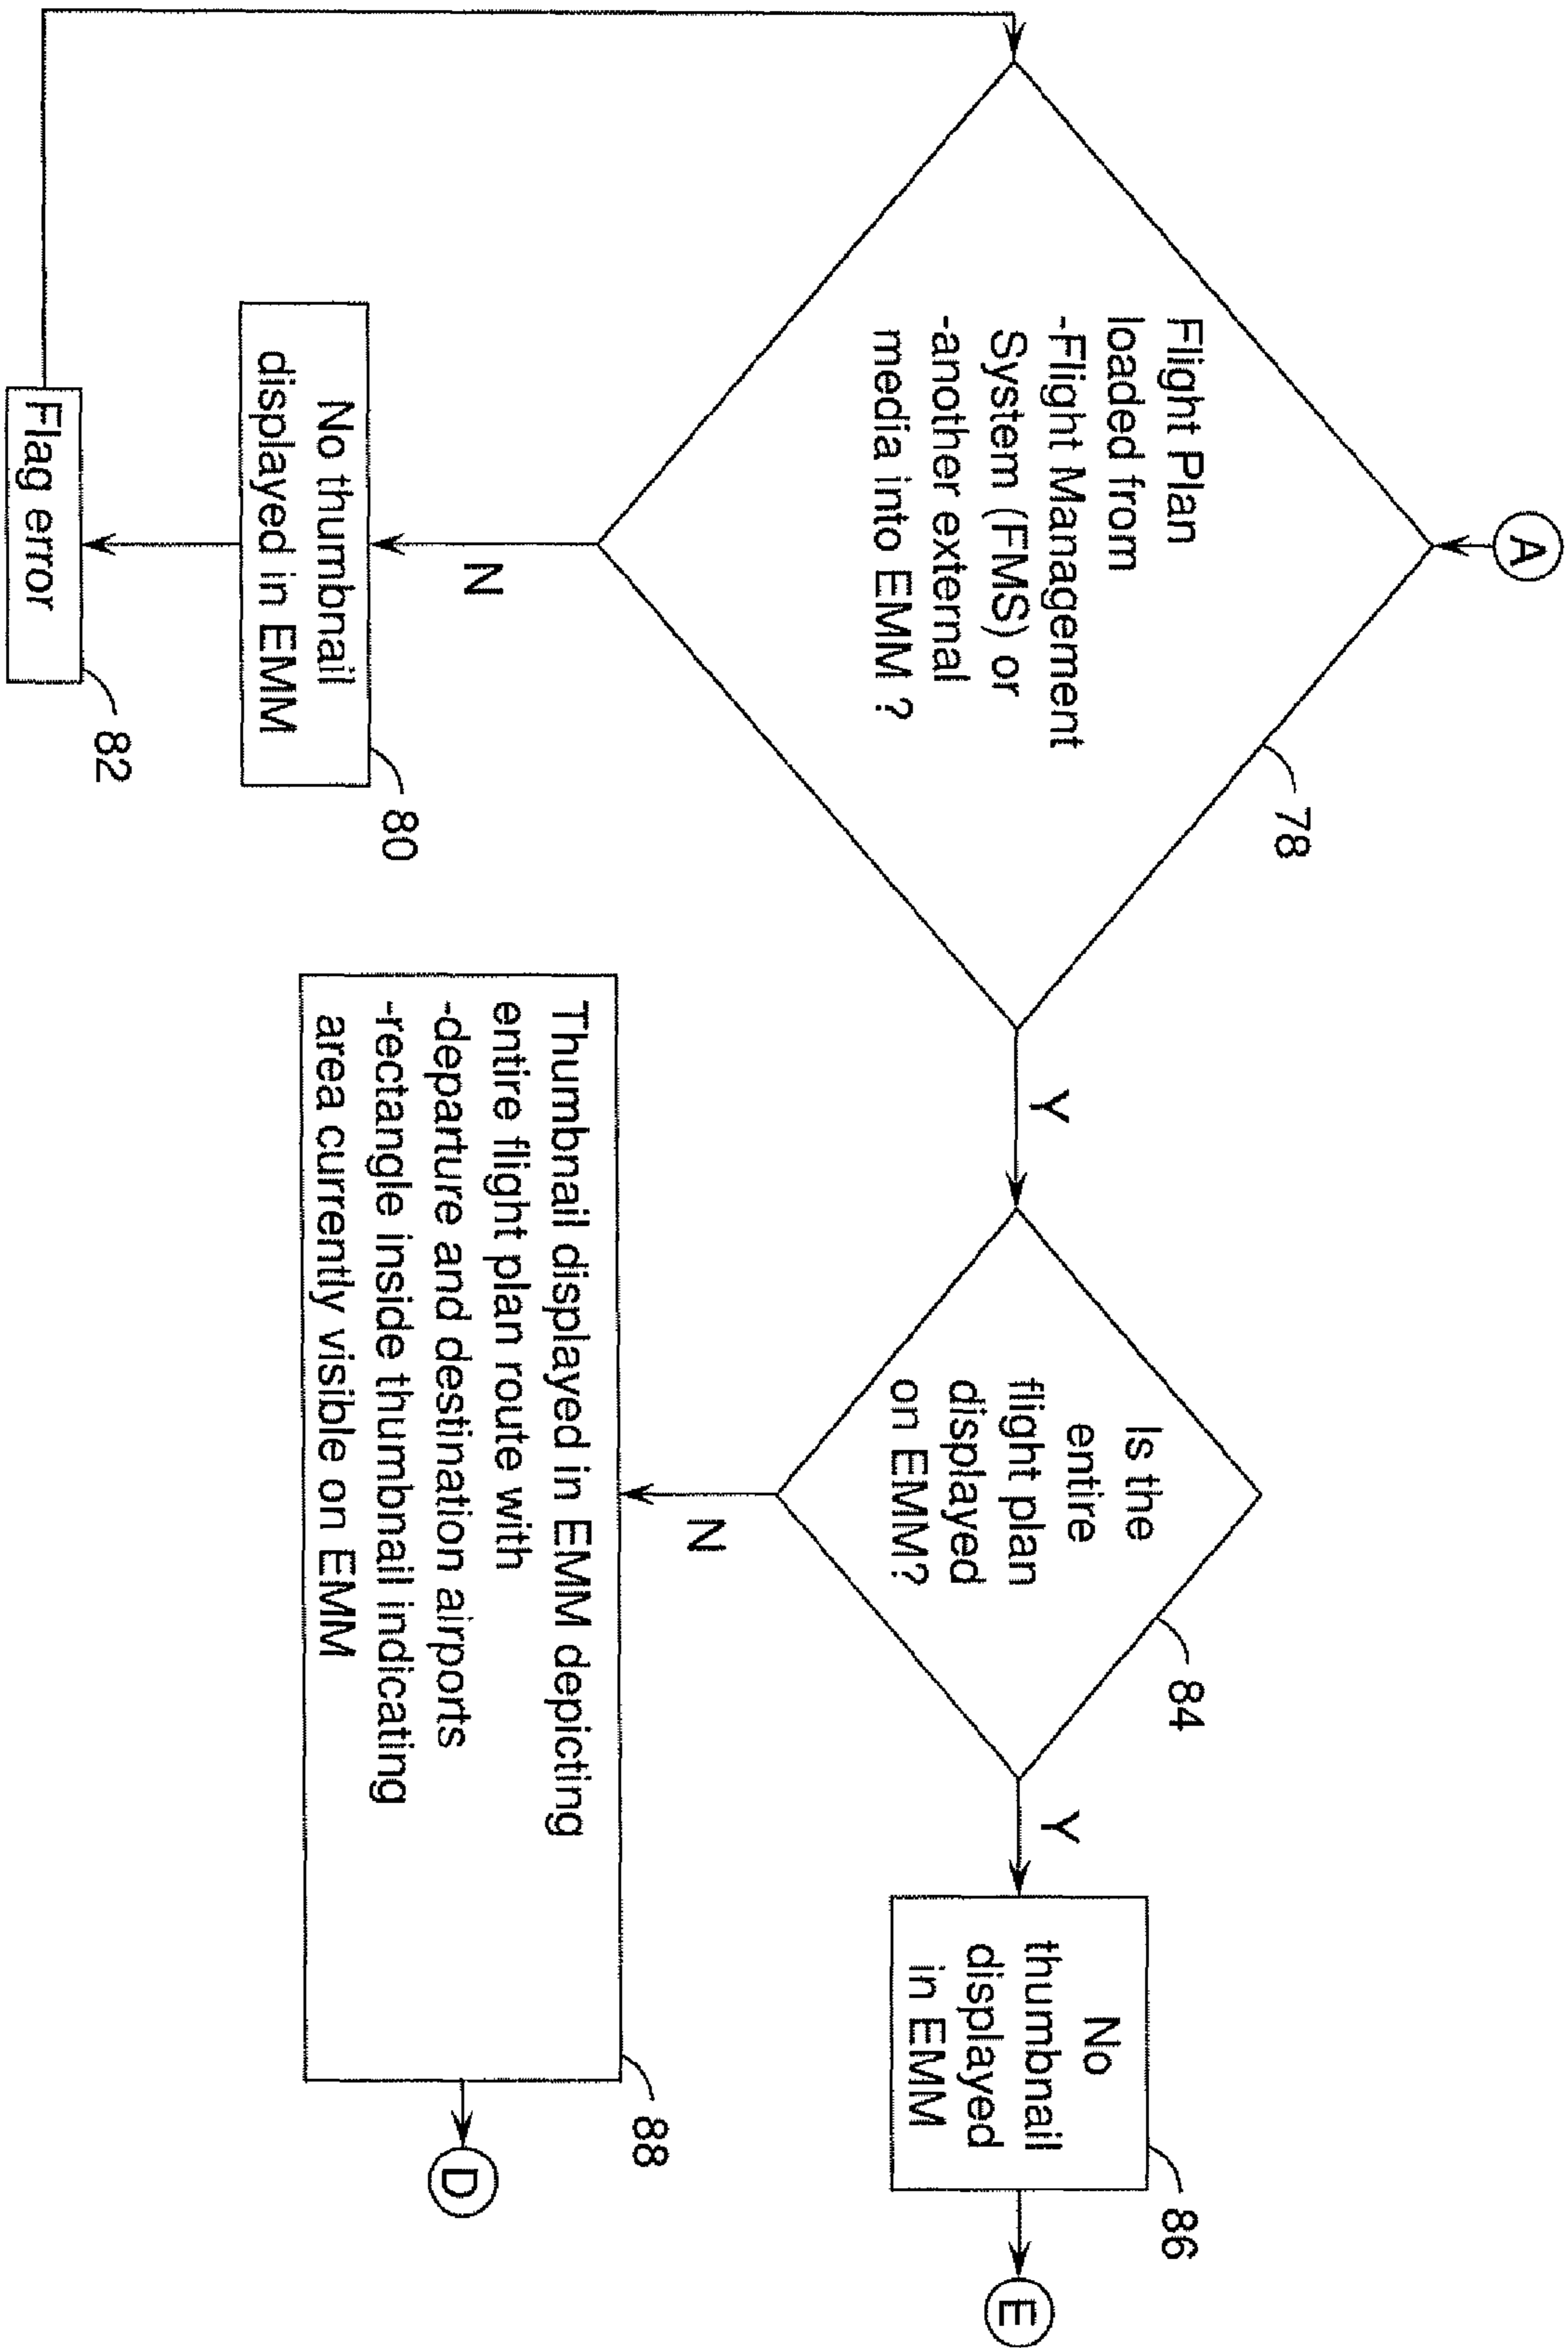 A
Flight Plan
loaded from
-Flight Management
System (FMS) or
-another external
media into EMM ?
78
N
No thumbnail
displayed in EMM
80
Flag error
82
Y
Is the
entire
flight plan
displayed
on EMM?
84
Y
No
thumbnail
displayed
in EMM
86
E
N
Thumbnail displayed in EMM depicting
entire flight plan route with
-departure and destination airports
-rectangle inside thumbnail indicating
area currently visible on EMM
88
D